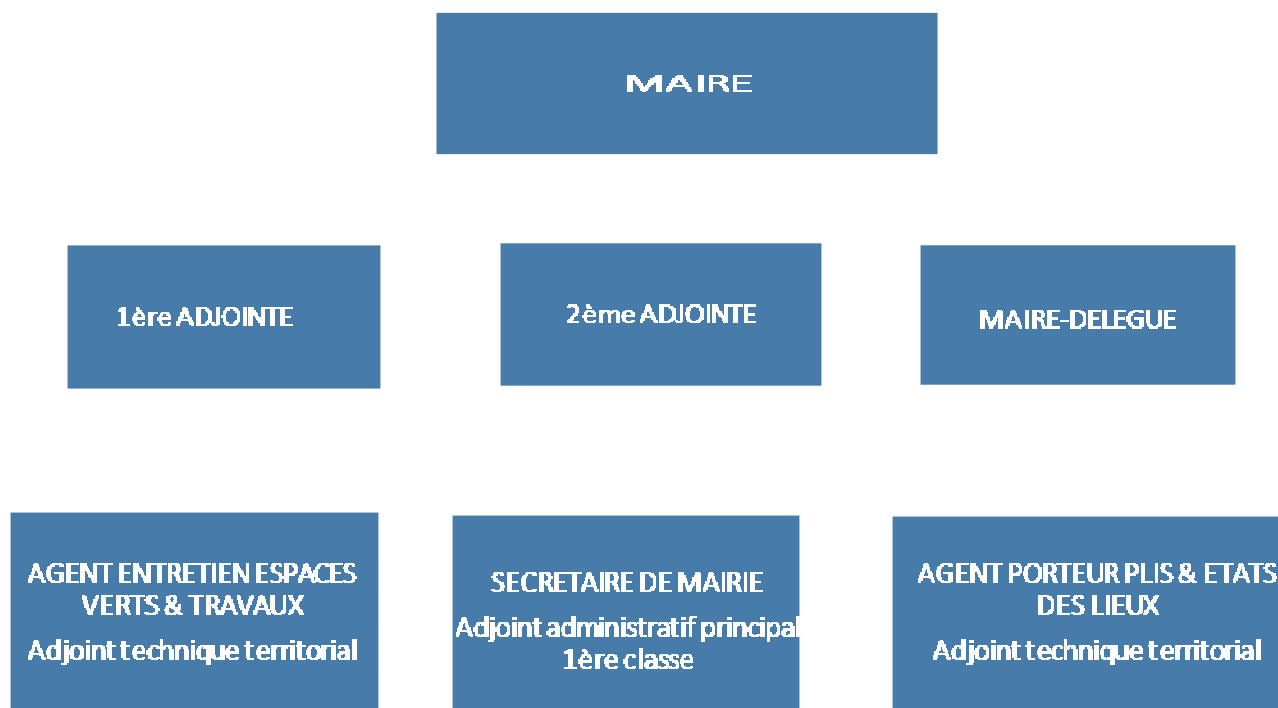 MAIRE
1ère ADJOINTE
2ème ADJOINTE
MAIRE-DELEGUE
AGENT ENTRETIEN ESPACES
VERTS & TRAVAUX
Adjoint technique territorial
SECRETAIRE DE MAIRIE
Adjoint administratif principal
1ère classe
AGENT PORTEUR PLIS & ETATS
DES LIEUX
Adjoint technique territorial